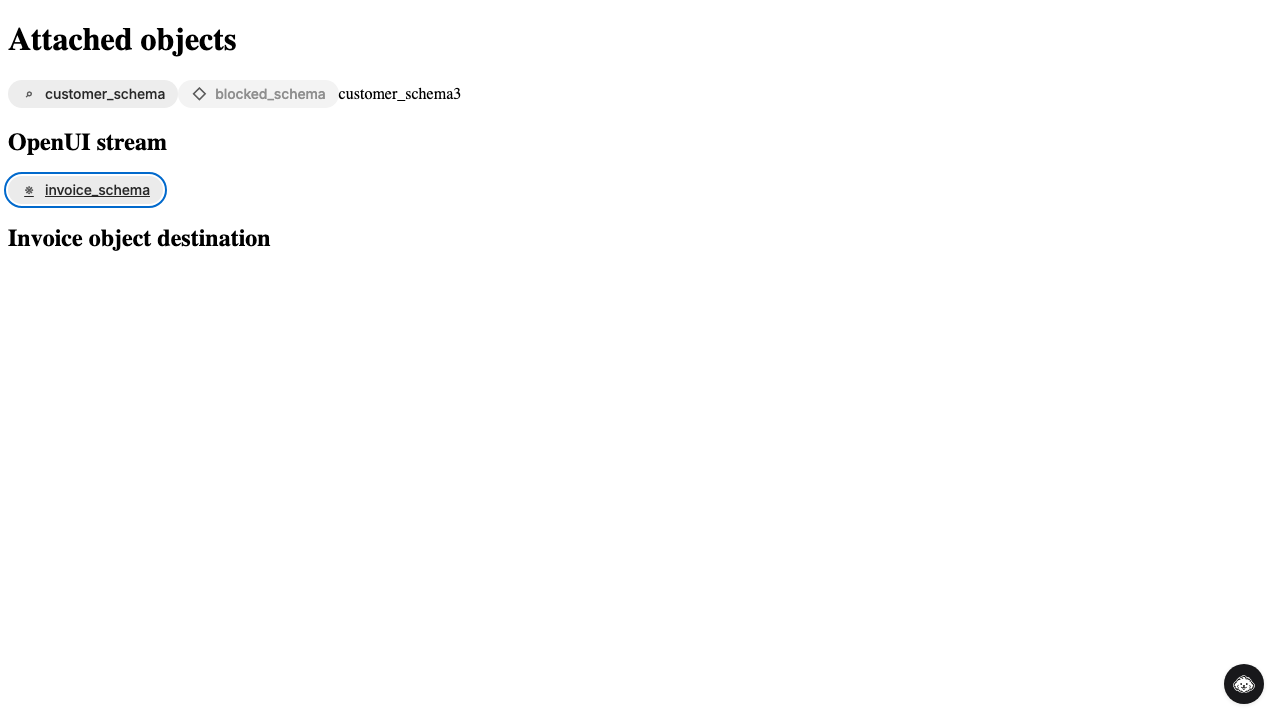 Attached objects
customer_schema blocked_schema customer_schema3
OpenUI stream
invoice_schema
Invoice object destination